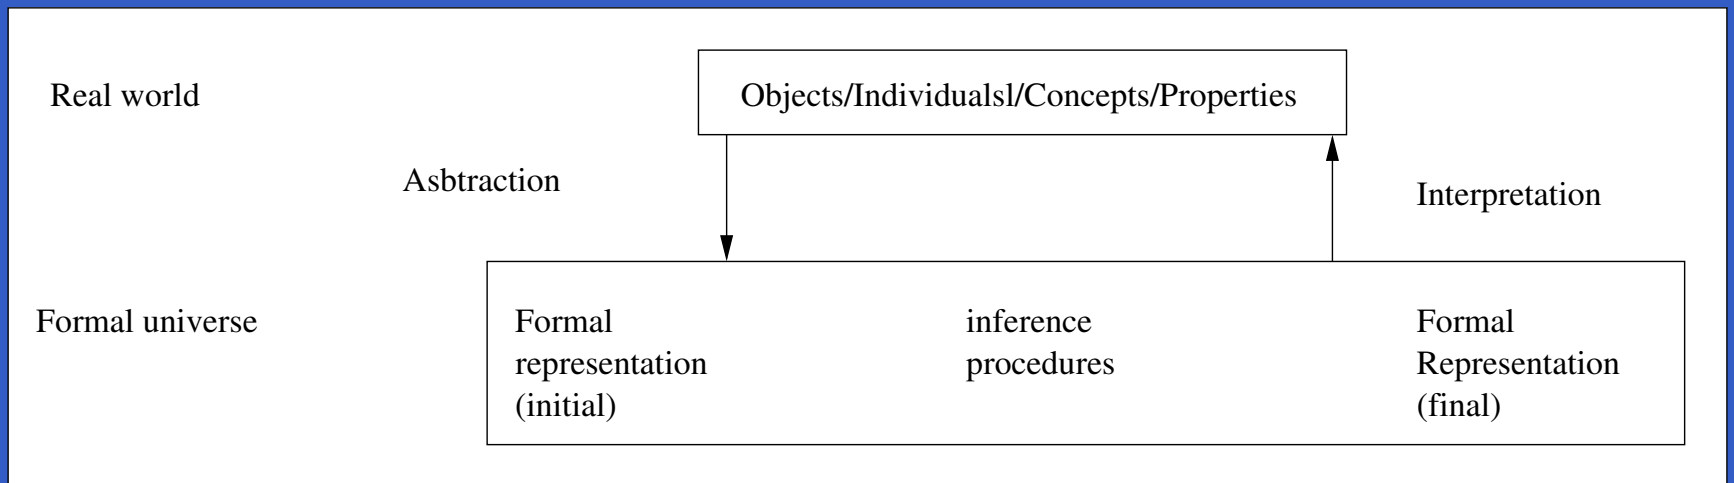 Real world
Objects/Individualsl/Concepts/Properties
Asbtraction
Interpretation
Formal universe
Formal
representation
(initial)
inference
procedures
Formal
Representation
(final)